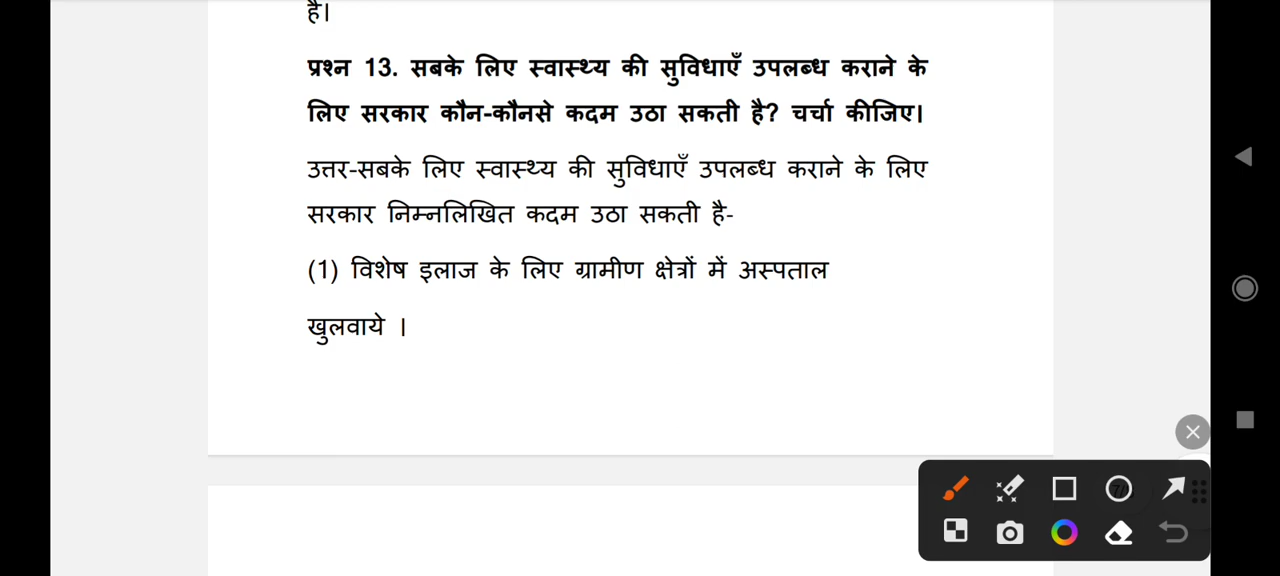 है।
प्रश्न 13. सबके लिए स्वास्थ्य की सुविधाएँ उपलब्ध कराने के
लिए सरकार कौन-कौनसे कदम उठा सकती है? चर्चा कीजिए।
उत्तर-सबके लिए स्वास्थ्य की सुविधाएँ उपलब्ध कराने के लिए
सरकार निम्नलिखित कदम उठा सकती है-
(1) विशेष इलाज के लिए ग्रामीण क्षेत्रों में अस्पताल
खुलवाये ।